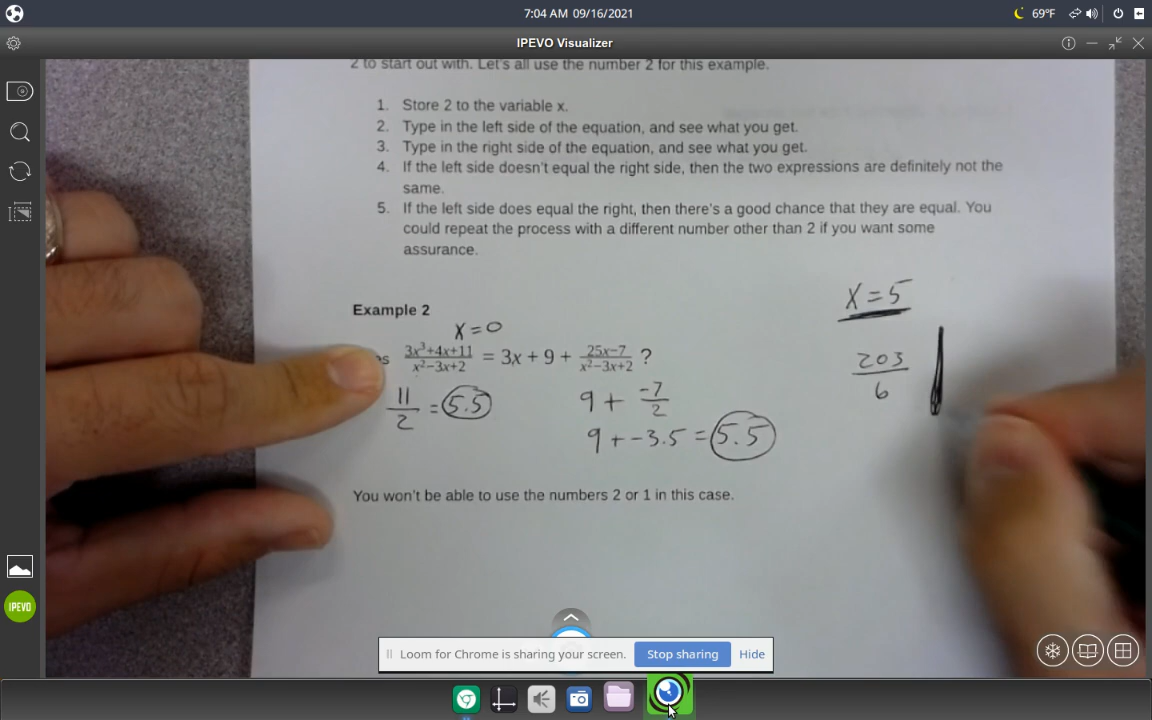 7:04 AM 09/16/2021
69°F
IPEVO Visualizer
2 to start out with. Let's all use the number 2 for this example.
1. Store 2 to the variable x.
2. Type in the left side of the equation, and see what you get.
3. Type in the right side of the equation, and see what you get.
4. If the left side doesn't equal the right side, then the two expressions are definitely not the
same.
5. If the left side does equal the right, then there's a good chance that they are equal. You
could repeat the process with a different number other than 2 if you want some
assurance.
x=5
Example 2
x=0
es (3x³+4x+11)/(x²−3x+2) = 3x + 9 + (25x−7)/(x²−3x+2) ?
203/6
11/2 = 5.5
9 + -7/2
9 + -3.5 = 5.5
You won't be able to use the numbers 2 or 1 in this case.
IPEVO
Loom for Chrome is sharing your screen. Stop sharing Hide